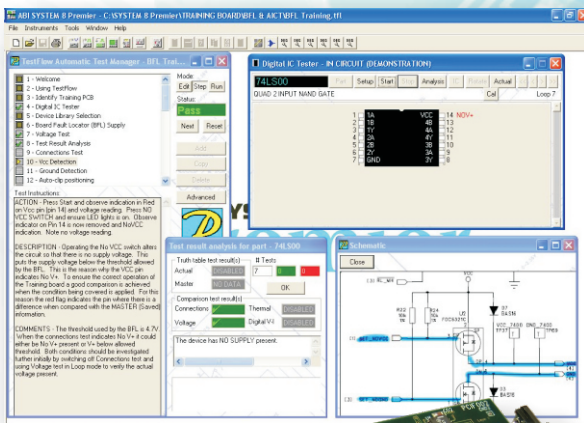 ABI SYSTEM 8 Premier - C:\SYSTEM 8 Premier\TRAINING BOARD\BFL & AICT\BFL Training.tfl
File Instruments Tools Window Help
TestFlow Automatic Test Manager - BFL Trai...
1 - Welcome
2 - Using TestFlow
3 - Identify Training PCB
4 - Digital IC Tester
5 - Device Library Selection
6 - Board Fault Locator (BFL) Supply
7 - Voltage Test
8 - Test Result Analysis
9 - Connections Test
10 - Vcc Detection
11 - Ground Detection
12 - Auto-clip positioning
Mode:
Edit Step Run
Status:
Pass
Next Reset
Add
Copy
Delete
Advanced
Test Instructions
ACTION - Press Start and observe indication in Red
on Vcc pin (pin 14) and voltage reading. Press NO
VCC SWITCH and ensure LED lights is on. Observe
indicator on Pin 14 is now removed and NoVCC
indication. Note no voltage reading.
DESCRIPTION - Operating the No VCC switch alters
the circuit so that there is no supply voltage. This
puts the supply voltage below the threshold allowed
by the BFL. This is the reason why the VCC pin
indicates No V+. To ensure the correct operation of
the Training board a good comparison is achieved
when the condition being covered is applied. For this
reason the red flag indicates the pin where there is a
difference when compared with the MASTER (Saved)
information.
COMMENTS - The threshold used by the BFL is 4.7V.
When the connections test indicates No V+ it could
either be No V+ present or V+ below allowed
threshold. Both conditions should be investigated
further initially by switching off Connections test and
using Voltage test in Loop mode to verify the actual
voltage present.
Digital IC Tester - IN CIRCUIT (DEMONSTRATION)
74LS00 Part Setup Start Stop Analysis Actual
QUAD 2 INPUT NAND GATE Cal Loop 7
1 1A VCC 14 NOV+
2 1B 4B 13
3 1Y 4A 12
4 2A 4Y 11
5 2B 3B 10
6 2Y 3A 9
7 GND 3Y 8
Test result analysis for part - 74LS00
Truth table test result(s) # Tests
Actual DISABLED 7 0 0
Master NO DATA OK
Comparison test result(s)
Connections Thermal DISABLED
Voltage Digital V-I DISABLED
The device has NO SUPPLY present.
Schematic
Close
VCC
U2
D7
BAS16
VCC_7400 GND_7400
D5
BAS16